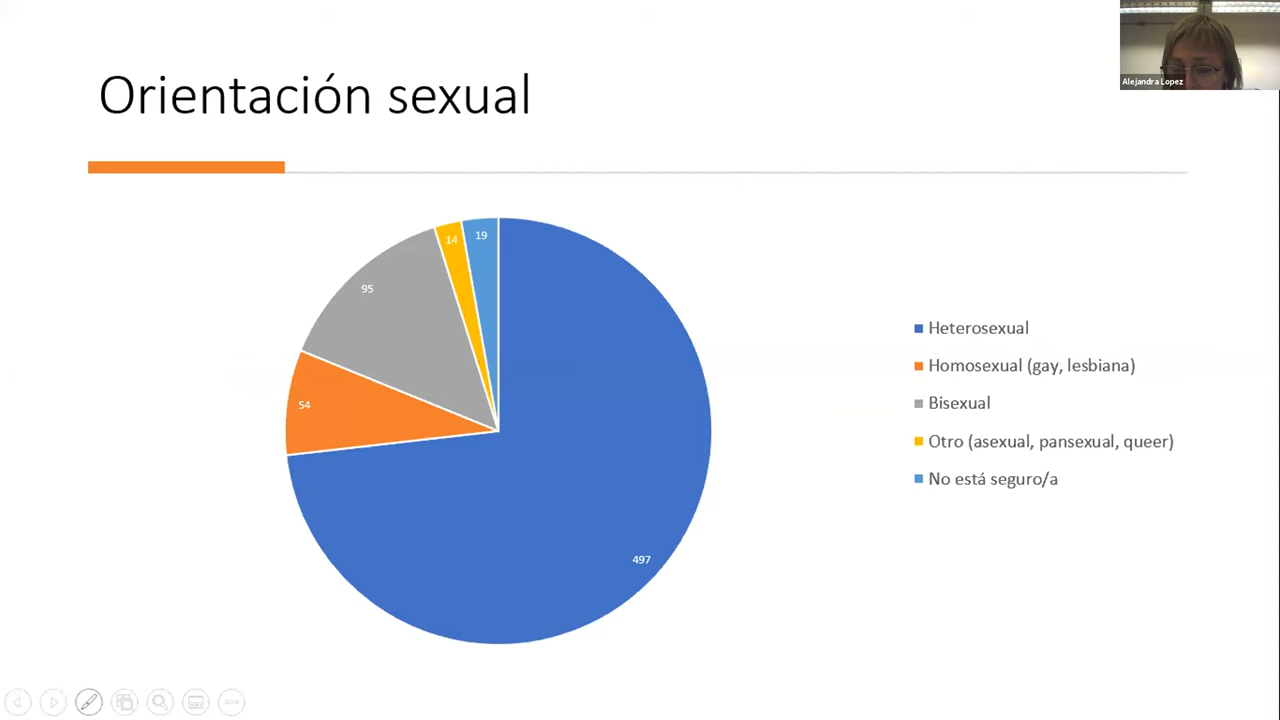 Orientación sexual
Alejandra Lopez
14
19
95
54
497
Heterosexual
Homosexual (gay, lesbiana)
Bisexual
Otro (asexual, pansexual, queer)
No está seguro/a